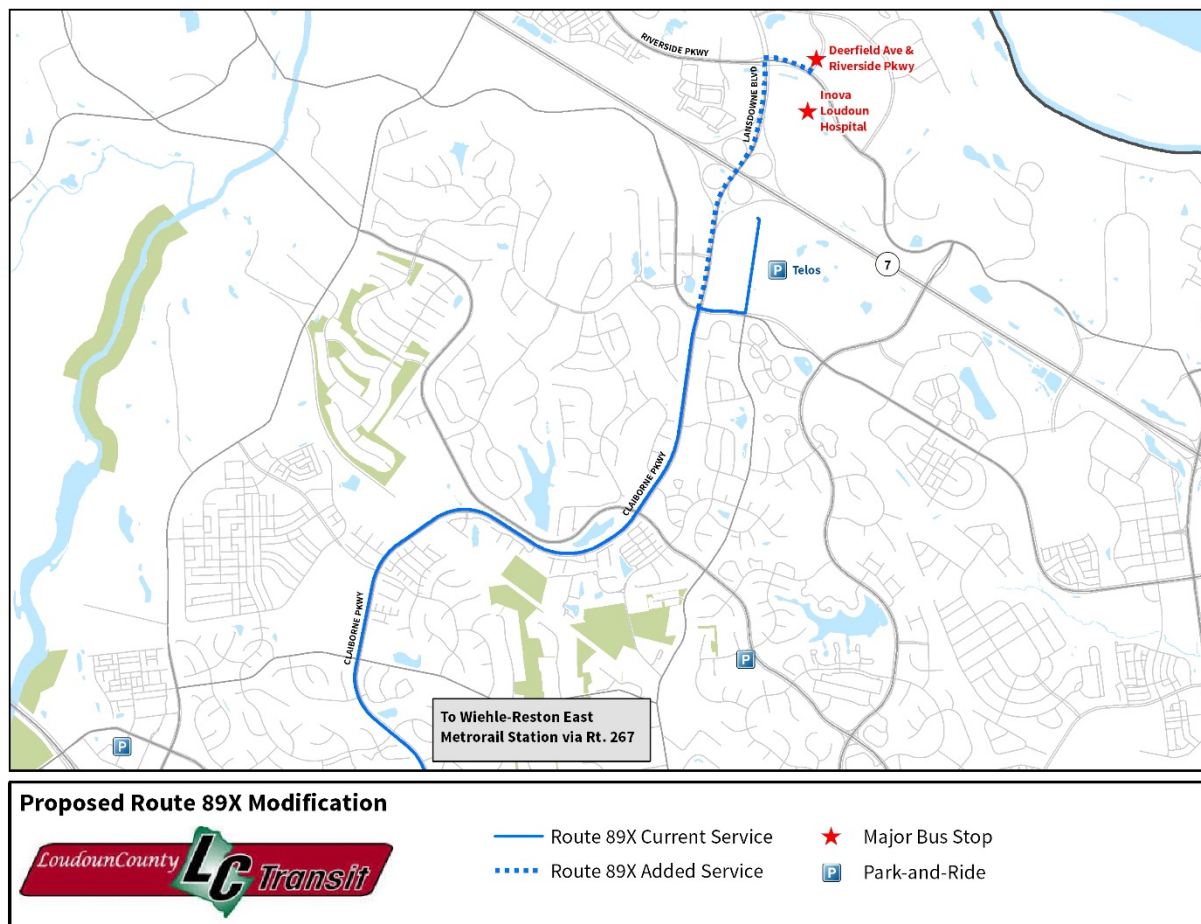 RIVERSIDE PKWY
Deerfield Ave &
Riverside Pkwy
Inova
Loudoun
Hospital
LANSDOWNE BLVD
7
P Telos
CLAIBORNE PKWY
CLAIBORNE PKWY
P
To Wiehle-Reston East
Metrorail Station via Rt. 267
P
Proposed Route 89X Modification
LoudounCounty LC Transit
Route 89X Current Service
Major Bus Stop
Route 89X Added Service
P Park-and-Ride